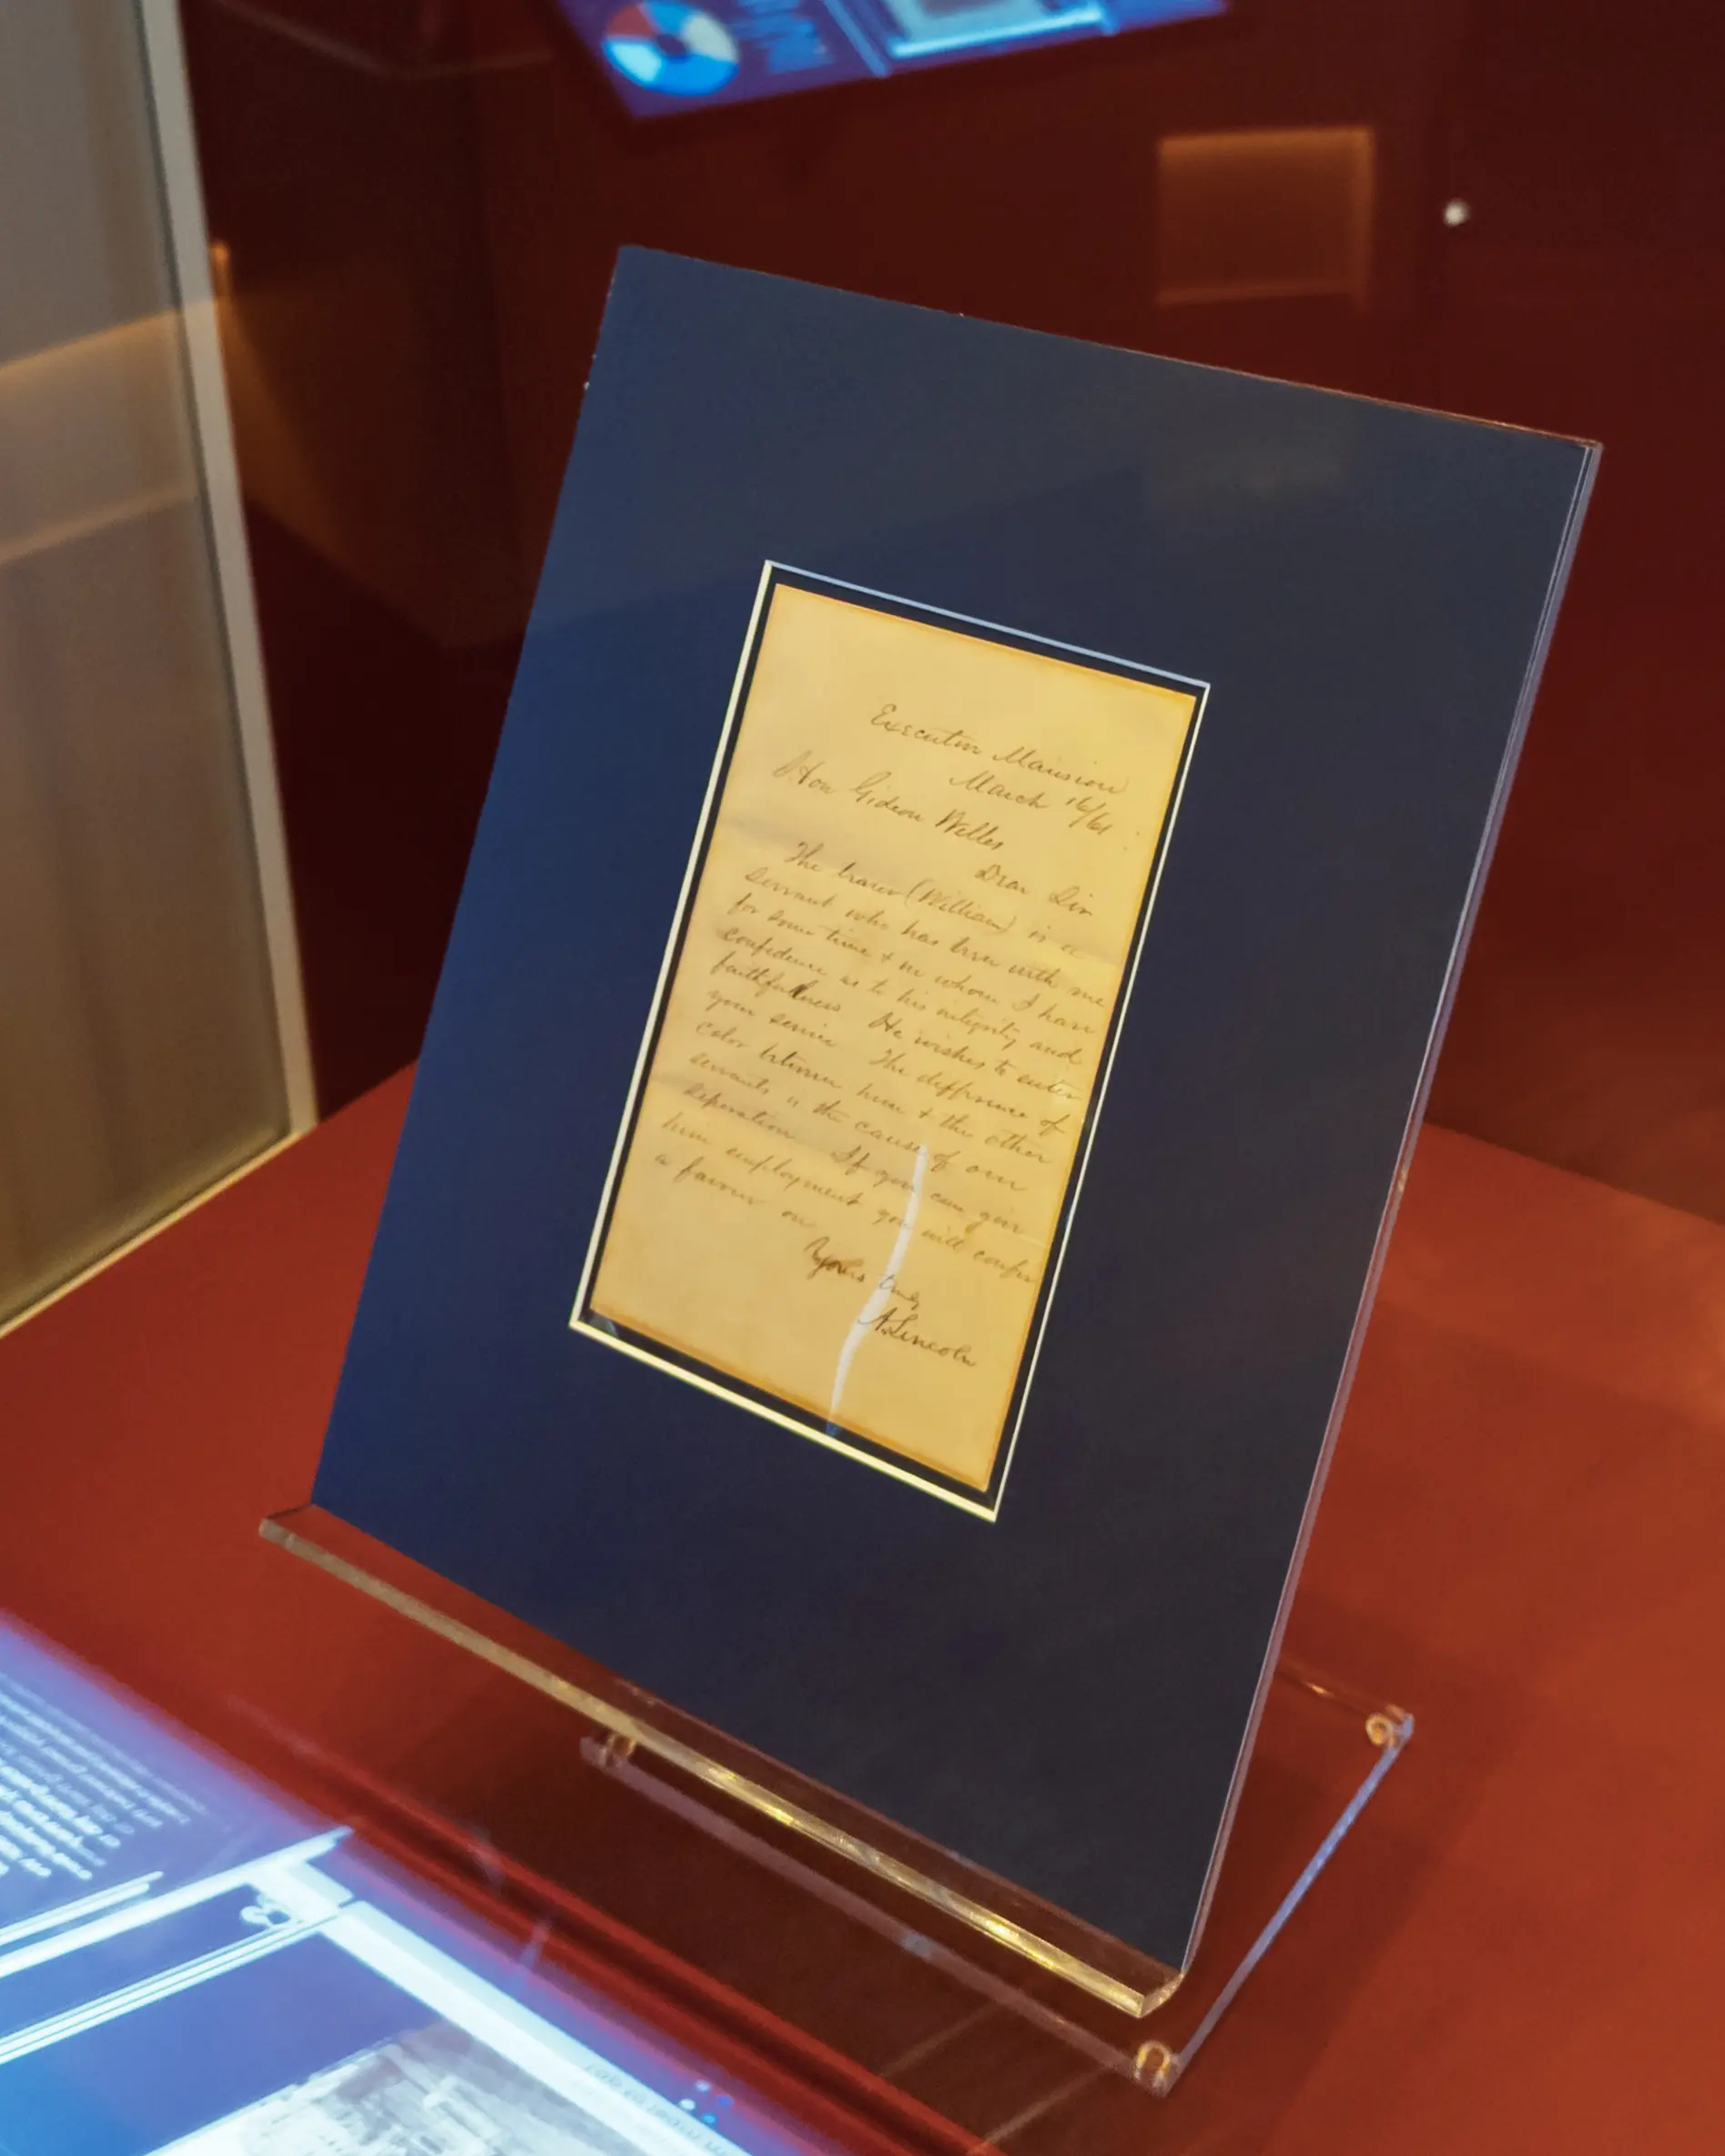 Executive Mansion
March 16/61
Hon Gideon Welles
Dear Sir
The bearer (William) is a
servant who has been with me
for some time & in whom I have
confidence as to his integrity and
faithfulness He wishes to enter
your service The difference of
color between him & the other
servants is the cause of our
seperation If you can give
him employment you will confer
a favour on
Yours truly
A. Lincoln